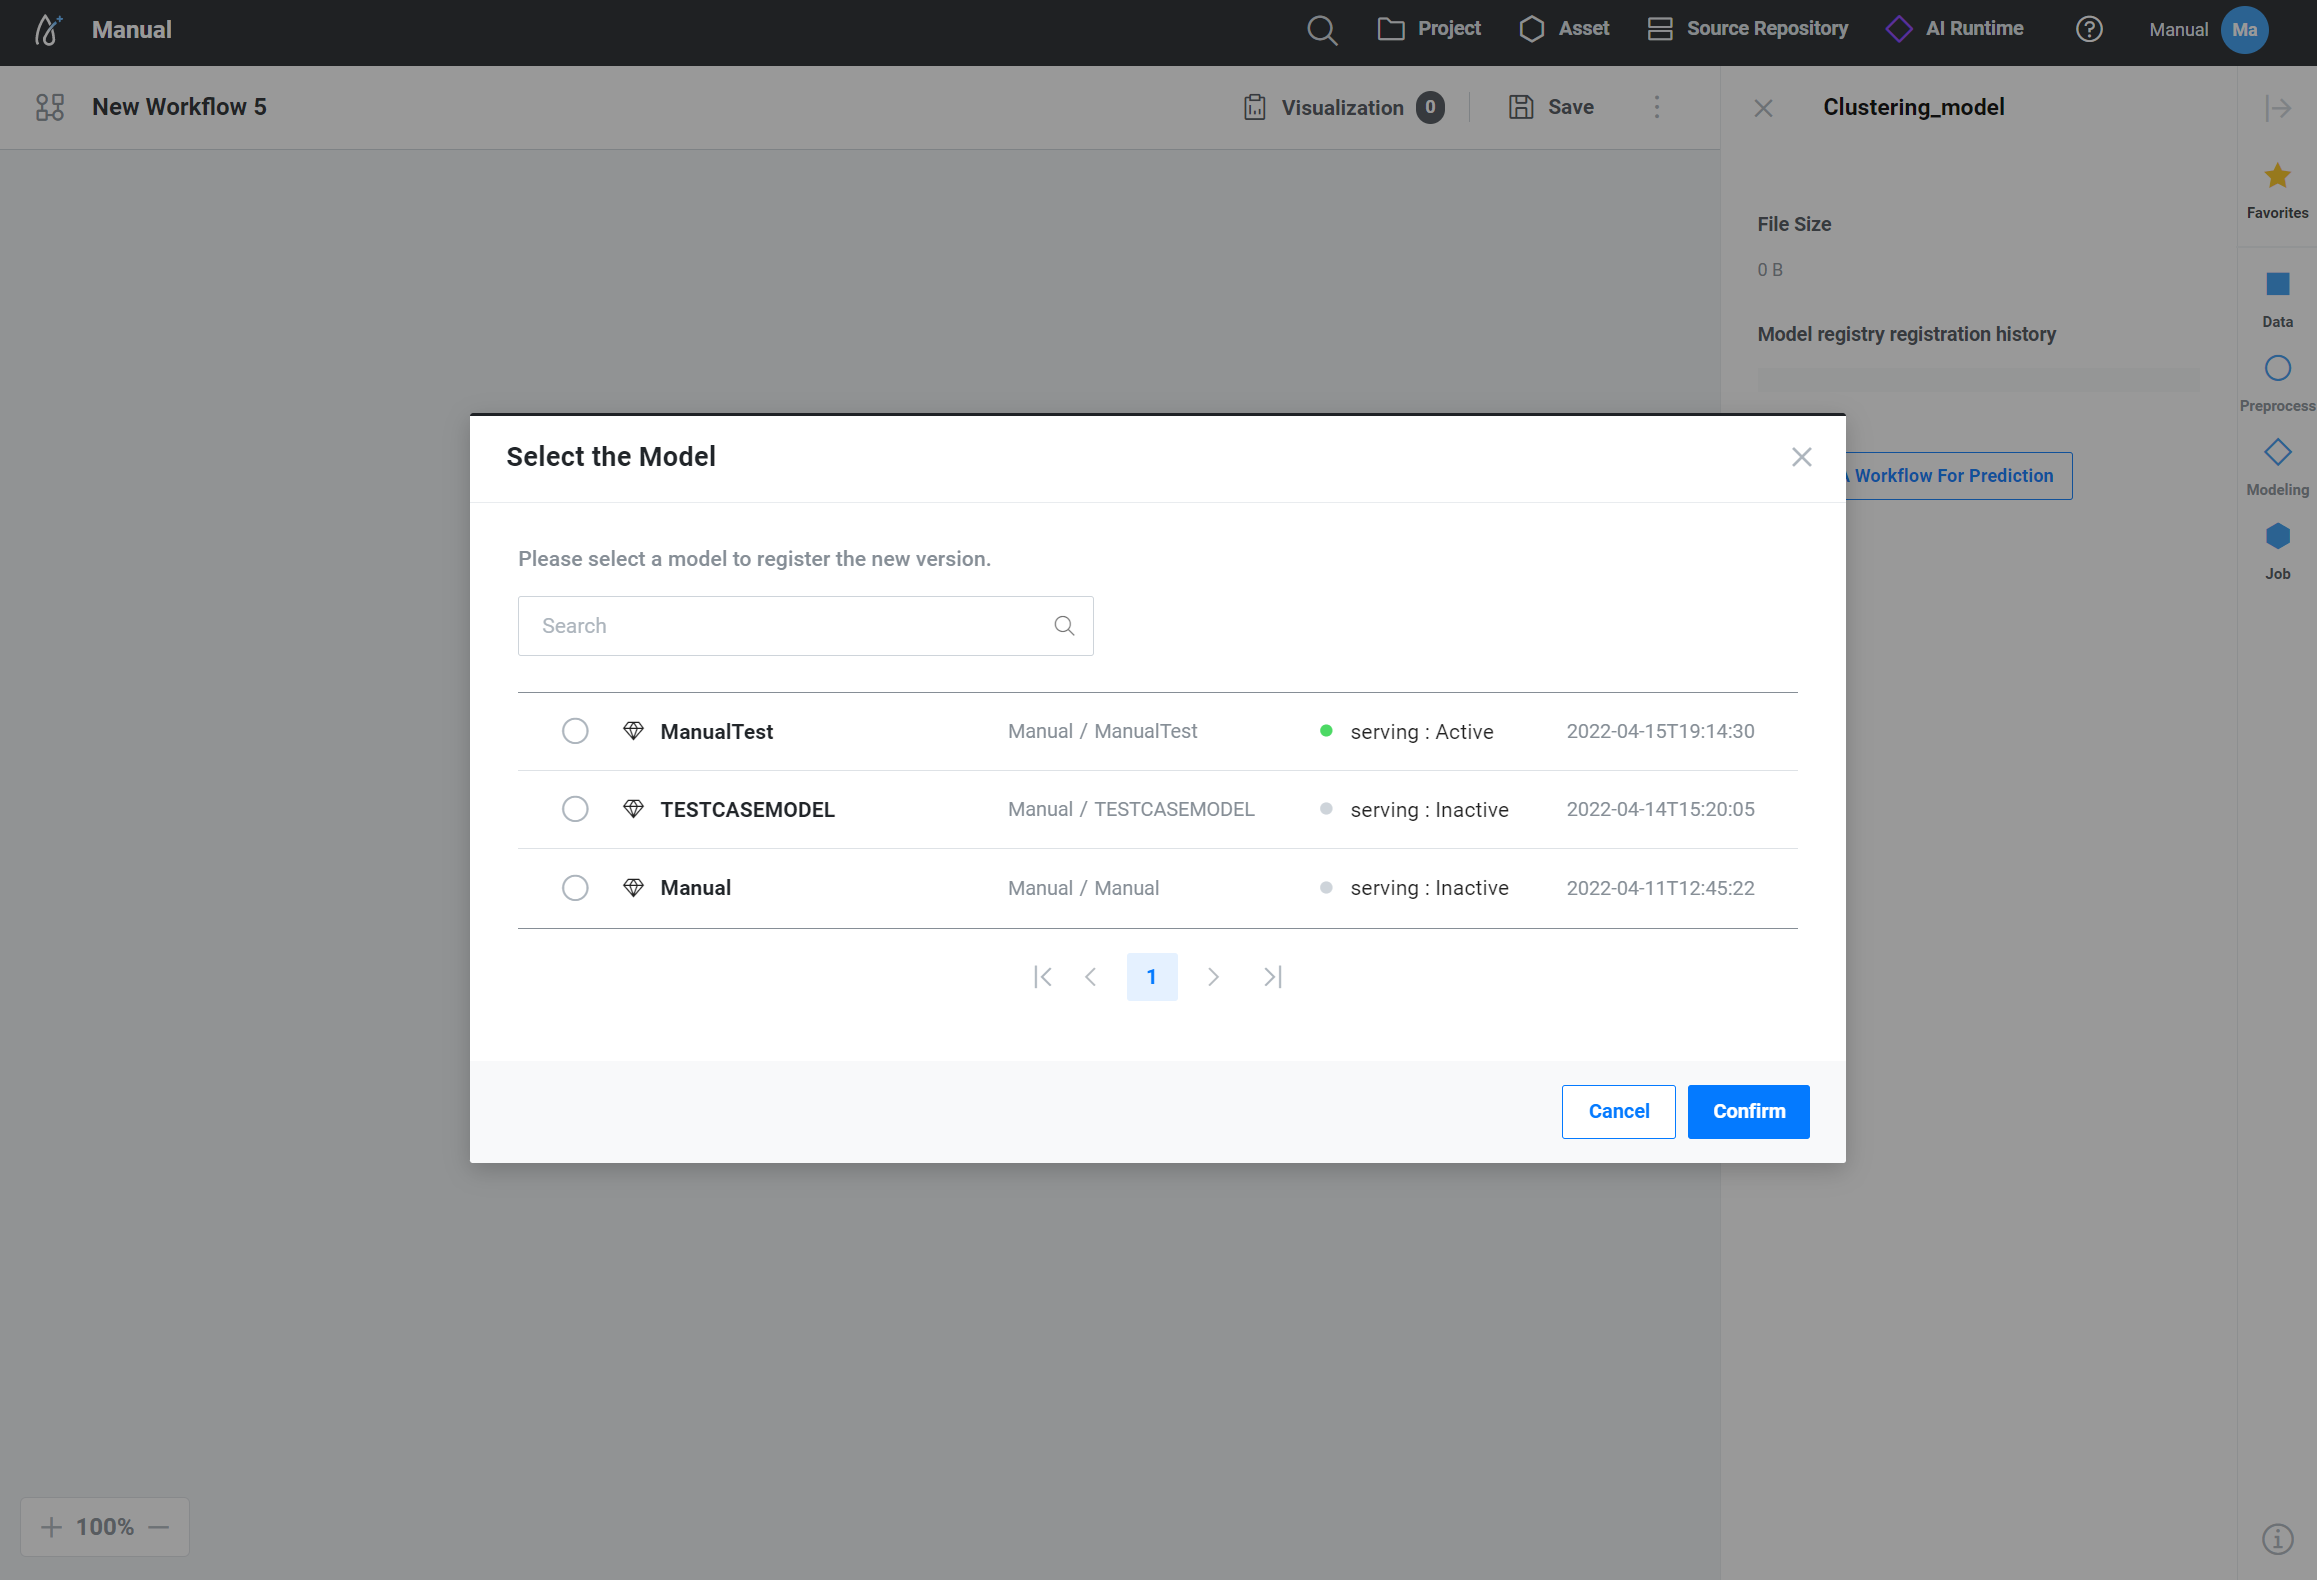 Manual
Project
Asset
Source Repository
AI Runtime
Manual
Ma
New Workflow 5
Visualization 0
Save
Clustering_model
Favorites
File Size
0 B
Data
Model registry registration history
Preprocess
Workflow For Prediction
Modeling
Job
Select the Model
Please select a model to register the new version.
Search
ManualTest Manual / ManualTest serving : Active 2022-04-15T19:14:30
TESTCASEMODEL Manual / TESTCASEMODEL serving : Inactive 2022-04-14T15:20:05
Manual Manual / Manual serving : Inactive 2022-04-11T12:45:22
1
Cancel
Confirm
100%